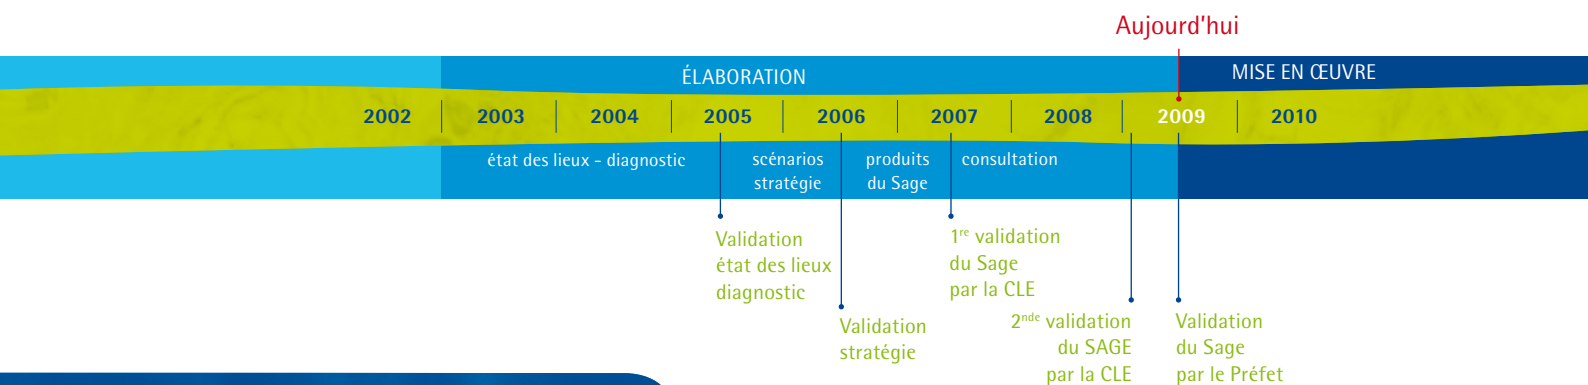 Aujourd'hui
ÉLABORATION
MISE EN ŒUVRE
2002 2003 2004 2005 2006 2007 2008 2009 2010
état des lieux - diagnostic
scénarios
stratégie
produits
du Sage
consultation
Validation
état des lieux
diagnostic
Validation
stratégie
1re validation
du Sage
par la CLE
2nde validation
du SAGE
par la CLE
Validation
du Sage
par le Préfet